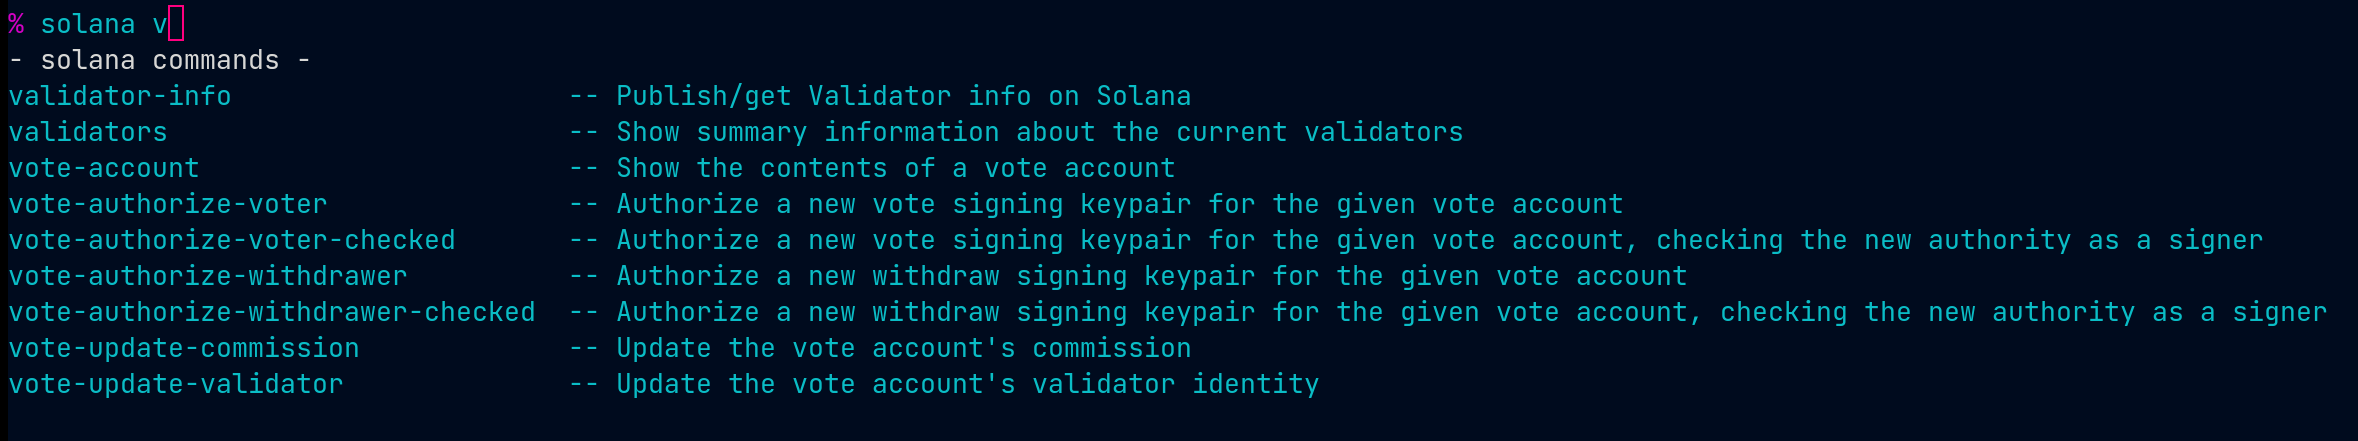 % solana v
- solana commands -
validator-info -- Publish/get Validator info on Solana
validators -- Show summary information about the current validators
vote-account -- Show the contents of a vote account
vote-authorize-voter -- Authorize a new vote signing keypair for the given vote account
vote-authorize-voter-checked -- Authorize a new vote signing keypair for the given vote account, checking the new authority as a signer
vote-authorize-withdrawer -- Authorize a new withdraw signing keypair for the given vote account
vote-authorize-withdrawer-checked -- Authorize a new withdraw signing keypair for the given vote account, checking the new authority as a signer
vote-update-commission -- Update the vote account's commission
vote-update-validator -- Update the vote account's validator identity